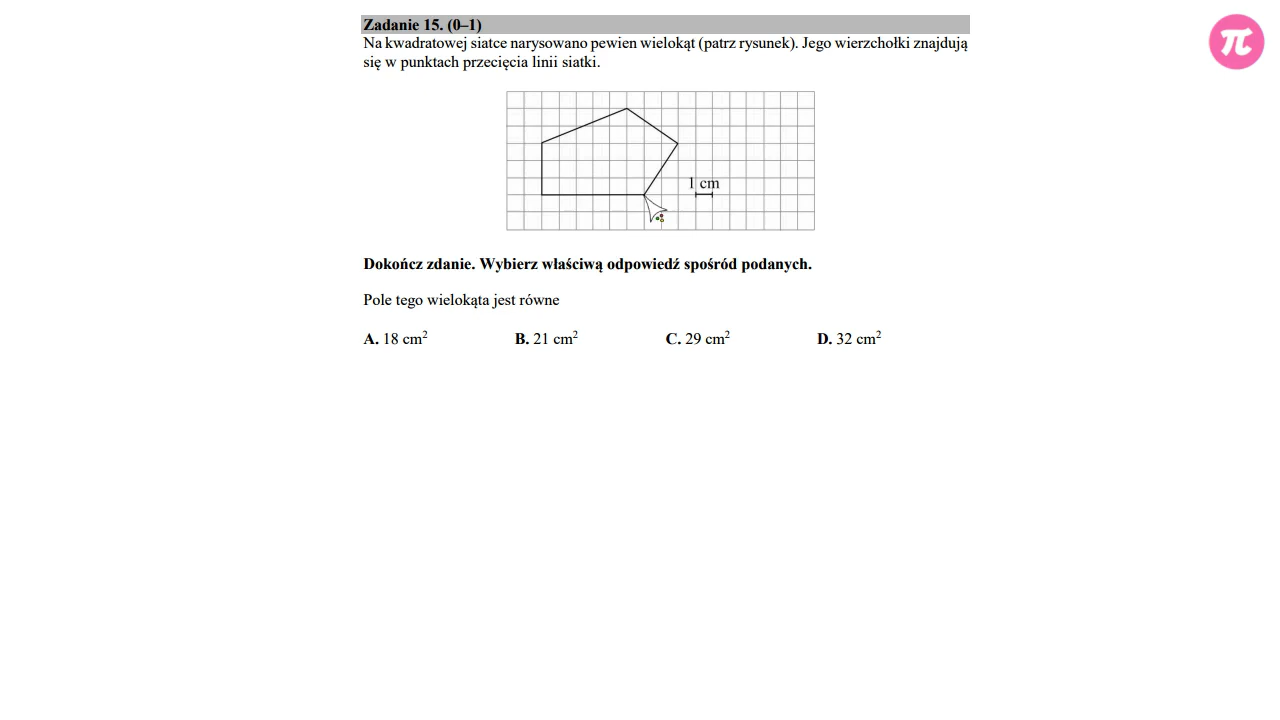 Zadanie 15. (0–1)
Na kwadratowej siatce narysowano pewien wielokąt (patrz rysunek). Jego wierzchołki znajdują
się w punktach przecięcia linii siatki.
1 cm
Dokończ zdanie. Wybierz właściwą odpowiedź spośród podanych.
Pole tego wielokąta jest równe
A. 18 cm² B. 21 cm² C. 29 cm² D. 32 cm²
π